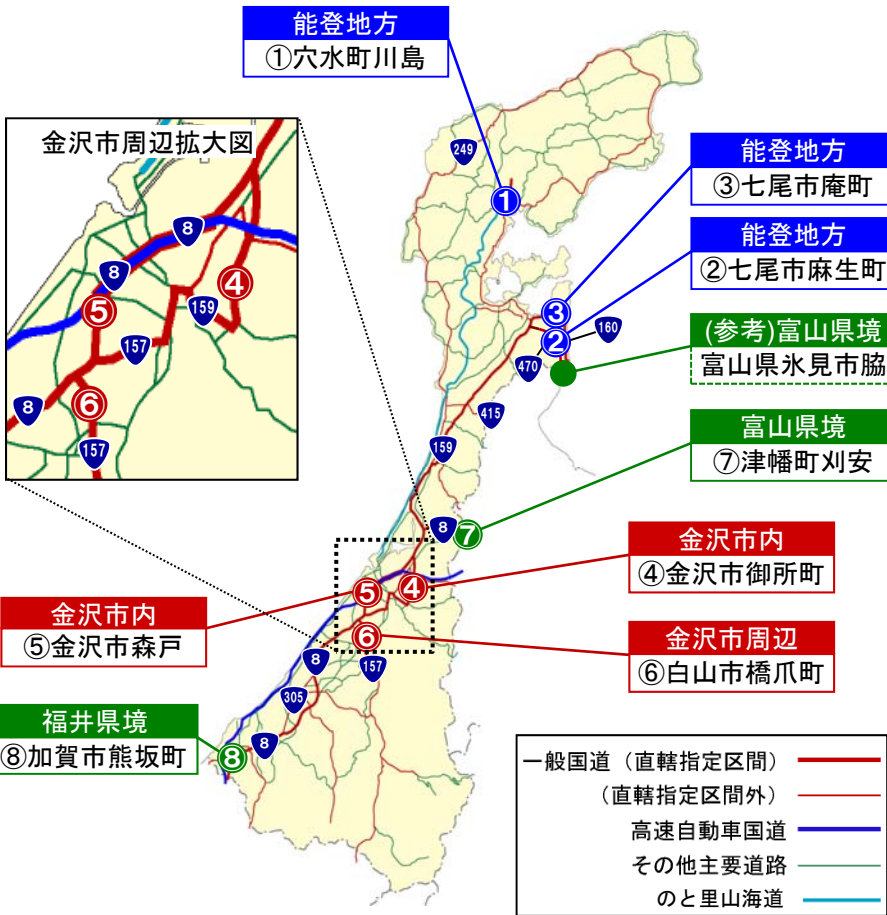 能登地方
①穴水町川島
金沢市周辺拡大図
8
8
④
159
⑤
157
⑥
8
157
249
①
能登地方
③七尾市庵町
能登地方
②七尾市麻生町
③
②
160
470
(参考)富山県境
富山県氷見市脇
415
159
富山県境
⑦津幡町刈安
8
⑦
金沢市内
④金沢市御所町
④
⑤
金沢市内
⑤金沢市森戸
⑥
金沢市周辺
⑥白山市橋爪町
8
157
305
8
福井県境
⑧加賀市熊坂町
⑧
一般国道（直轄指定区間）
（直轄指定区間外）
高速自動車国道
その他主要道路
のと里山海道